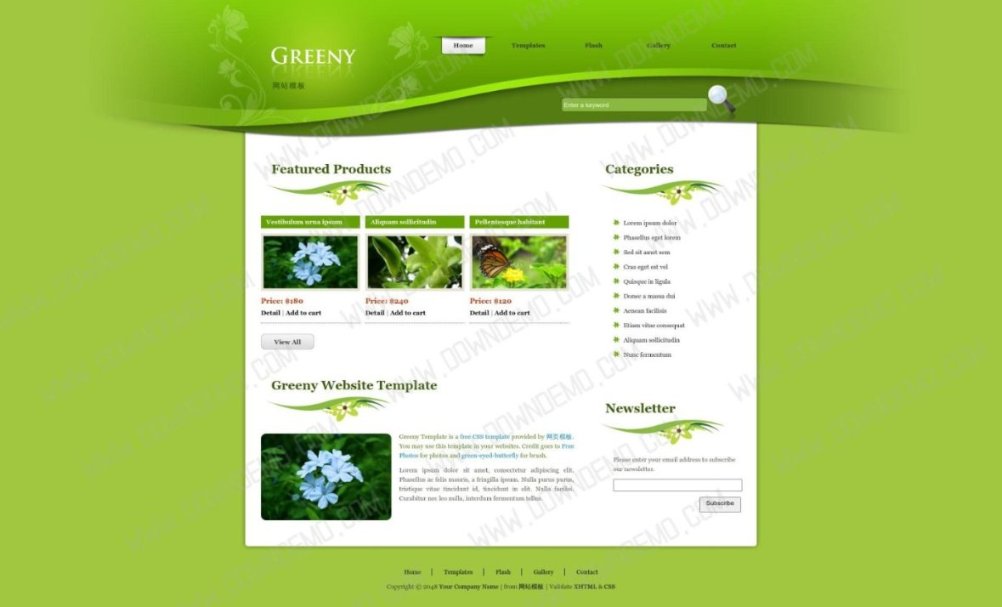 GREENY
网站模板
Home Templates Flash Gallery Contact
Enter a keyword
Featured Products
Vestibulum urna ipsum
Aliquam sollicitudin
Pellentesque habitant
Price: $180
Price: $240
Price: $120
Detail | Add to cart
Detail | Add to cart
Detail | Add to cart
View All
Greeny Website Template
Greeny Template is a free CSS template provided by 网页模板.
You may use this template in your websites. Credit goes to Free
Photos for photos and green-eyed-butterfly for brush.
Lorem ipsum dolor sit amet, consectetur adipiscing elit.
Phasellus ac felis mauris, a fringilla ipsum. Nulla purus purus,
tristique vitae tincidunt id, tincidunt in elit. Nulla facilisi.
Curabitur nec leo nulla, interdum fermentum tellus.
Categories
Lorem ipsum dolor
Phasellus eget lorem
Sed sit amet sem
Cras eget est vel
Quisque in ligula
Donec a massa dui
Aenean facilisis
Etiam vitae consequat
Aliquam sollicitudin
Nunc fermentum
Newsletter
Please enter your email address to subscribe
our newsletter.
Subscribe
Home | Templates | Flash | Gallery | Contact
Copyright © 2048 Your Company Name | from 网站模板 | Validate XHTML & CSS
WWW.DOWNDEMO.COM